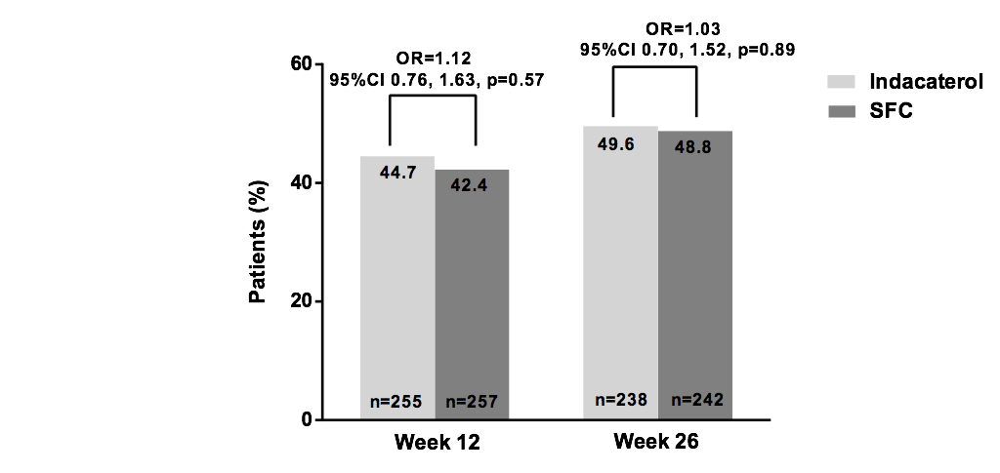 OR=1.03
95%CI 0.70, 1.52, p=0.89
OR=1.12
95%CI 0.76, 1.63, p=0.57
Indacaterol
SFC
Patients (%)
60
40
20
0
44.7
42.4
49.6
48.8
n=255
n=257
n=238
n=242
Week 12
Week 26